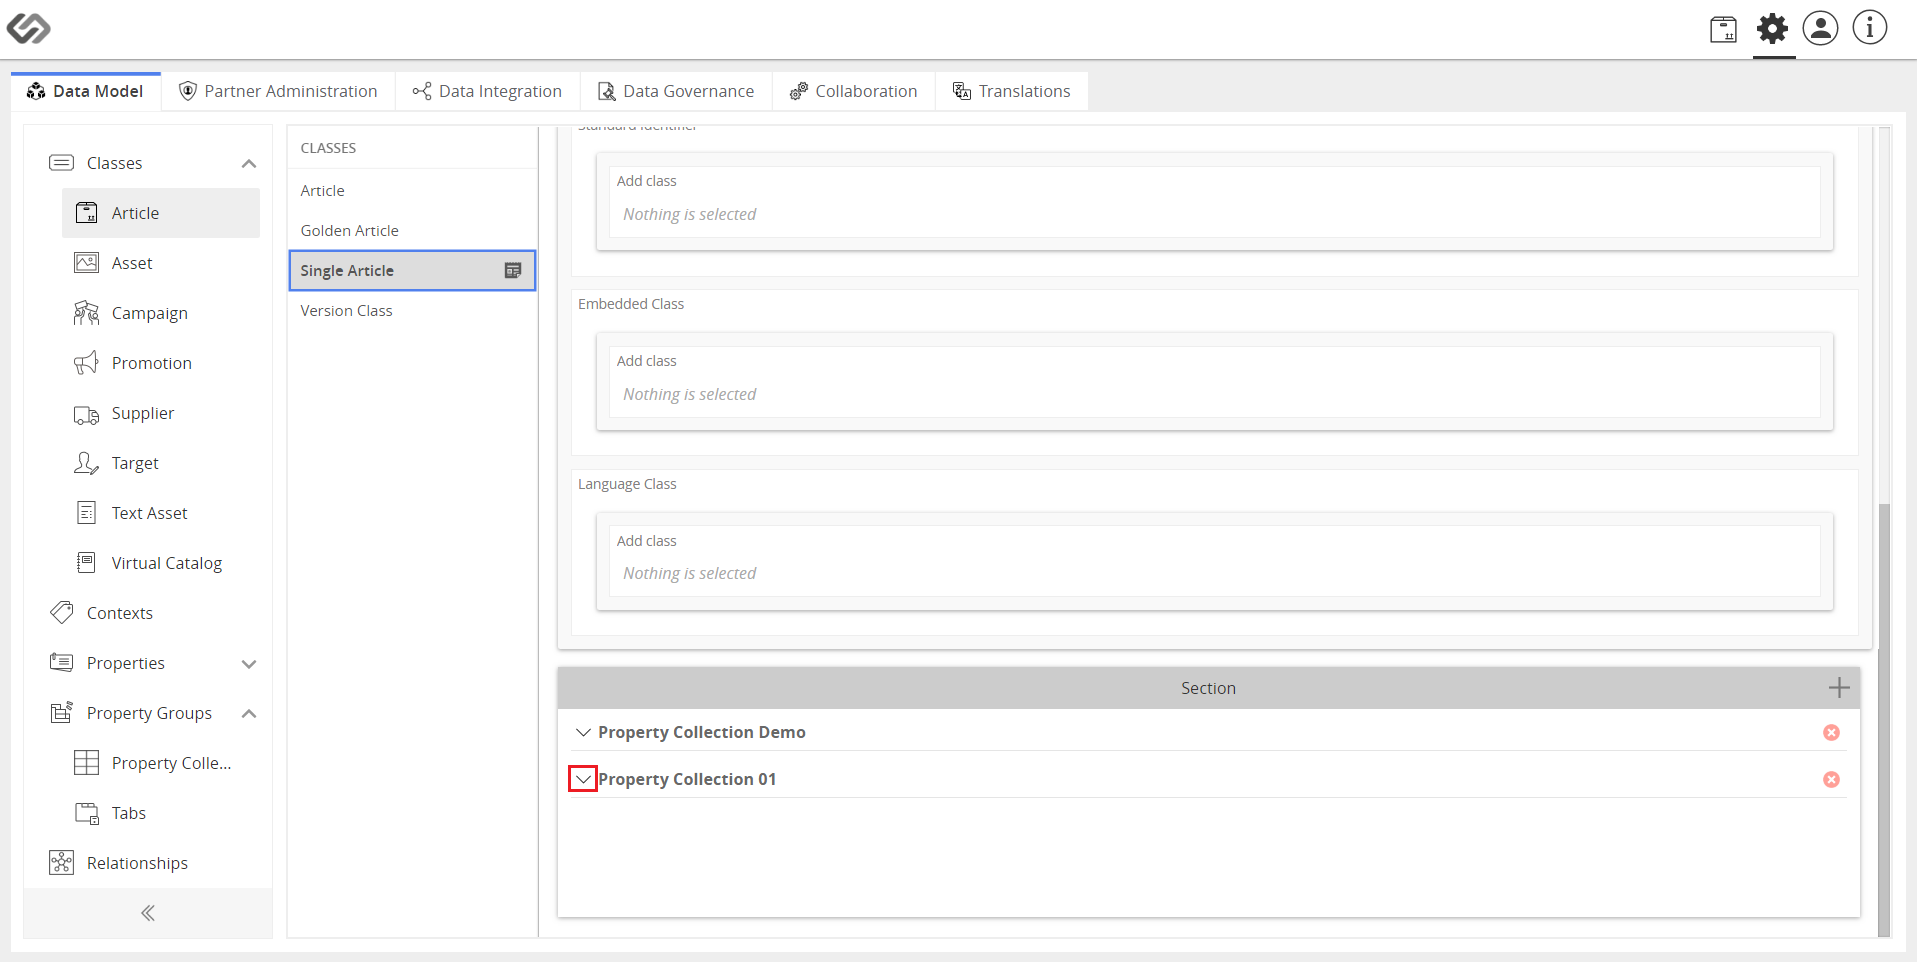 Data Model
Partner Administration
Data Integration
Data Governance
Collaboration
Translations
Classes
Article
Asset
Campaign
Promotion
Supplier
Target
Text Asset
Virtual Catalog
Contexts
Properties
Property Groups
Property Colle...
Tabs
Relationships
CLASSES
Article
Golden Article
Single Article
Version Class
Standard Identifier
Add class
Nothing is selected
Embedded Class
Add class
Nothing is selected
Language Class
Add class
Nothing is selected
Section
Property Collection Demo
Property Collection 01